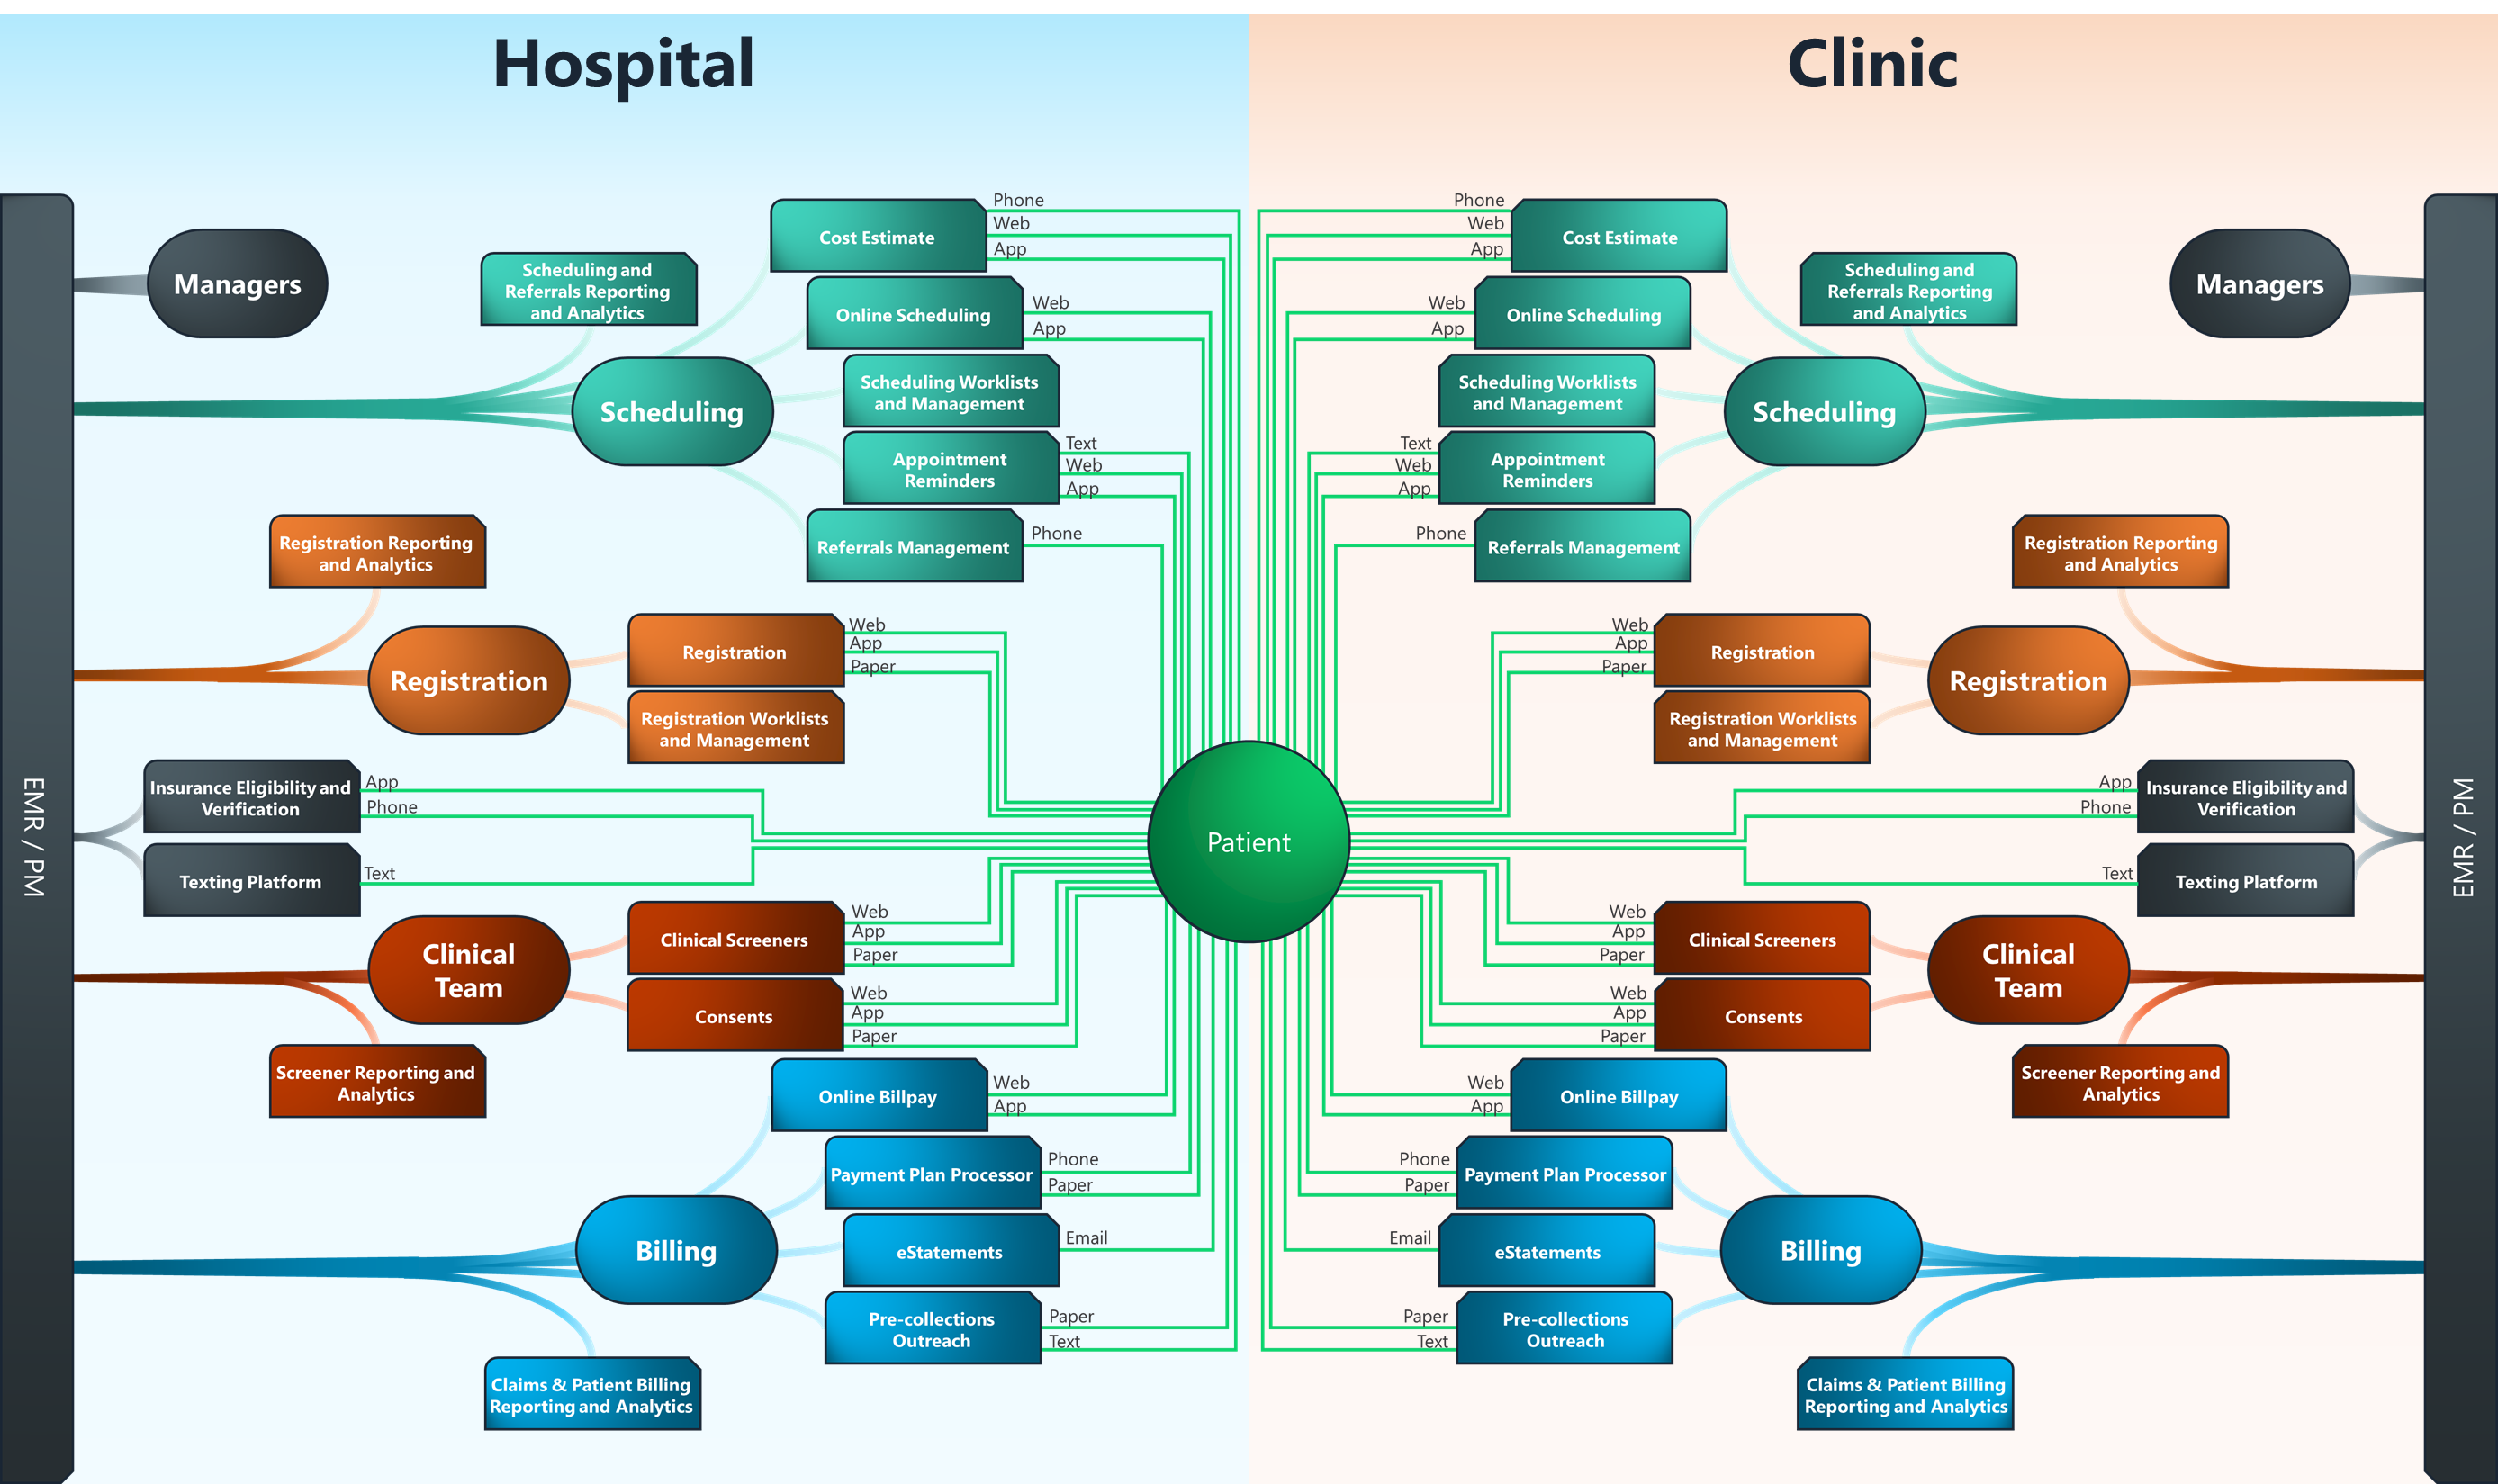 Hospital
EMR / PM
Managers
Scheduling and
Referrals Reporting
and Analytics
Scheduling
Cost Estimate
Phone
Web
App
Online Scheduling
Web
App
Scheduling Worklists
and Management
Appointment
Reminders
Text
Web
App
Referrals Management
Phone
Registration Reporting
and Analytics
Registration
Registration
Web
App
Paper
Registration Worklists
and Management
Insurance Eligibility and
Verification
App
Phone
Texting Platform
Text
Clinical
Team
Clinical Screeners
Web
App
Paper
Consents
Web
App
Paper
Screener Reporting and
Analytics
Billing
Online Billpay
Web
App
Payment Plan Processor
Phone
Paper
eStatements
Email
Pre-collections
Outreach
Paper
Text
Claims & Patient Billing
Reporting and Analytics
Patient
Clinic
Phone
Web
App
Cost Estimate
Web
App
Online Scheduling
Scheduling Worklists
and Management
Text
Web
App
Appointment
Reminders
Phone
Referrals Management
Scheduling
Scheduling and
Referrals Reporting
and Analytics
Managers
Web
App
Paper
Registration
Registration Worklists
and Management
Registration
Registration Reporting
and Analytics
App
Phone
Insurance Eligibility and
Verification
Text
Texting Platform
Web
App
Paper
Clinical Screeners
Web
App
Paper
Consents
Clinical
Team
Screener Reporting and
Analytics
Web
App
Online Billpay
Phone
Paper
Payment Plan Processor
Email
eStatements
Paper
Text
Pre-collections
Outreach
Billing
Claims & Patient Billing
Reporting and Analytics
EMR / PM